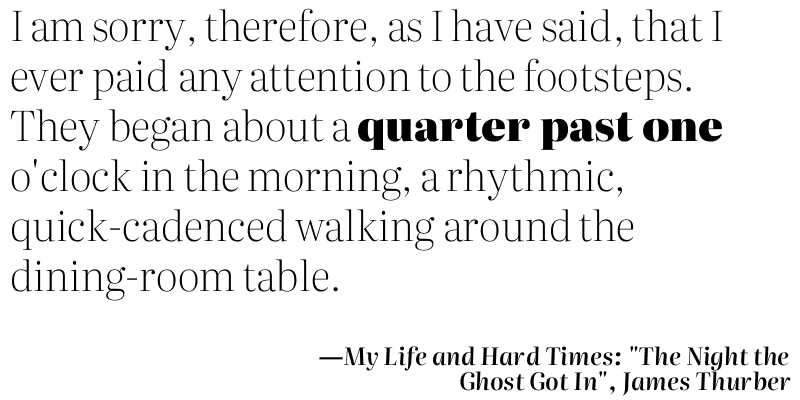 I am sorry, therefore, as I have said, that I
ever paid any attention to the footsteps.
They began about a quarter past one
o'clock in the morning, a rhythmic,
quick-cadenced walking around the
dining-room table.
—My Life and Hard Times: "The Night the
Ghost Got In", James Thurber